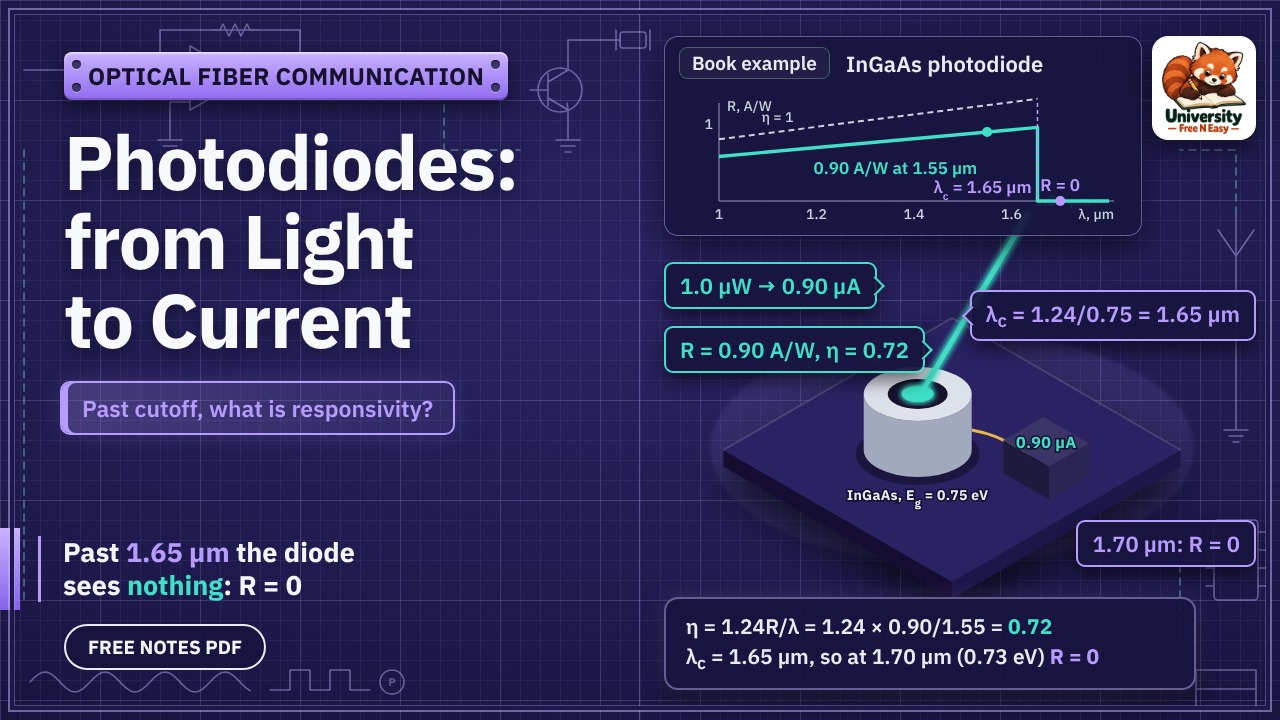 OPTICAL FIBER COMMUNICATION
Photodiodes:
from Light
to Current
Past cutoff, what is responsivity?
Past 1.65 µm the diode
sees nothing: R = 0
FREE NOTES PDF
P
Book example
InGaAs photodiode
R, A/W
η = 1
1
0.90 A/W at 1.55 µm
λc = 1.65 µm
R = 0
1
1.2
1.4
1.6
λ, µm
University
Free N Easy
1.0 µW → 0.90 µA
λc = 1.24/0.75 = 1.65 µm
R = 0.90 A/W, η = 0.72
0.90 µA
InGaAs, Eg = 0.75 eV
1.70 µm: R = 0
η = 1.24R/λ = 1.24 × 0.90/1.55 = 0.72
λc = 1.65 µm, so at 1.70 µm (0.73 eV) R = 0